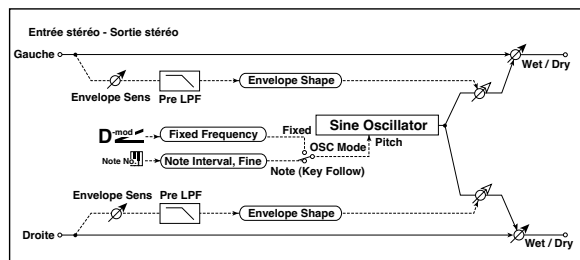 Entrée stéréo - Sortie stéréo
Gauche
Wet / Dry
Envelope Sens
Pre LPF
Envelope Shape
D-mod
Fixed Frequency
Fixed
Sine Oscillator
OSC Mode
Pitch
Note No.
Note Interval, Fine
Note (Key Follow)
Envelope Sens
Pre LPF
Envelope Shape
Droite
Wet / Dry